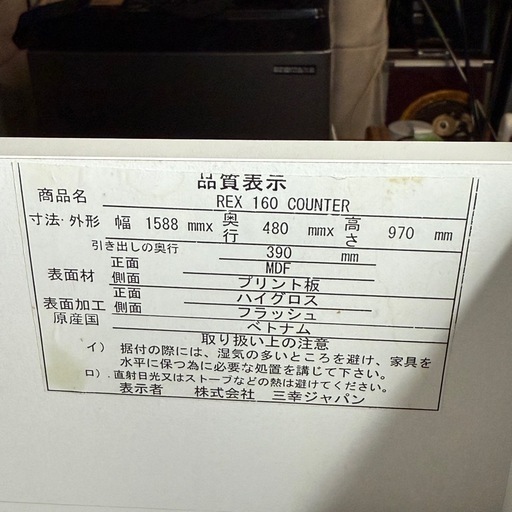 品質表示
商品名 REX 160 COUNTER
寸法・外形 幅 1588 mmx 奥行 480 mmx 高さ 970 mm
引き出しの奥行 390 mm
表面材 正面 MDF
側面 プリント板
表面加工 正面 ハイグロス
側面 フラッシュ
原産国 ベトナム
取り扱い上の注意
イ) 据付の際には、湿気の多いところを避け、家具を
水平に保つ為に必要な処置を講じて下さい。
ロ).直射日光又はストーブなどの熱は避けてください。
表示者 株式会社 三幸ジャパン